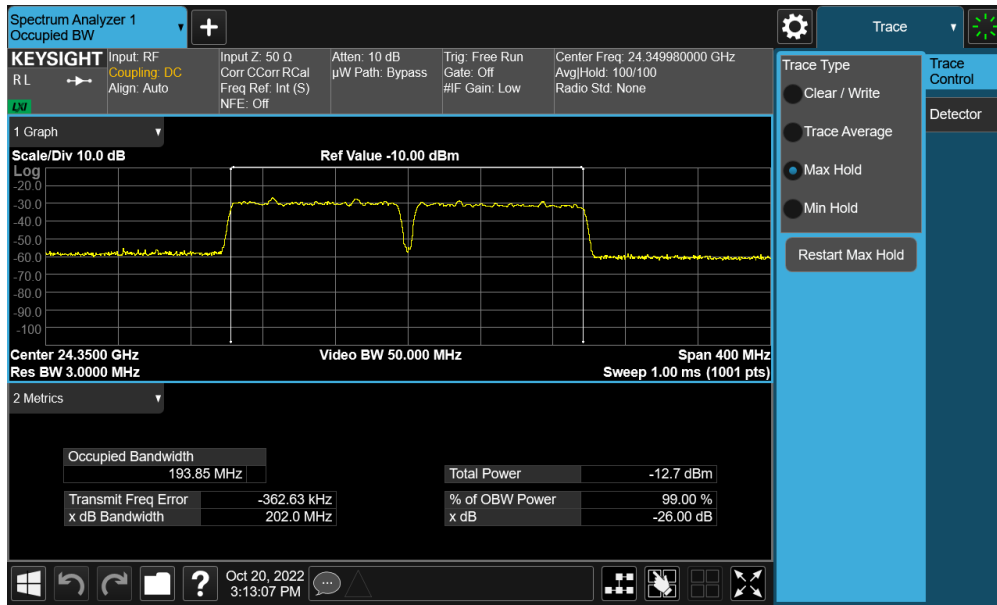 Spectrum Analyzer 1
Occupied BW
+
Trace
KEYSIGHT
R L
LXI
Input: RF
Coupling: DC
Align: Auto
Input Z: 50 Ω
Corr CCorr RCal
Freq Ref: Int (S)
NFE: Off
Atten: 10 dB
µW Path: Bypass
Trig: Free Run
Gate: Off
#IF Gain: Low
Center Freq: 24.349980000 GHz
Avg|Hold: 100/100
Radio Std: None
Trace Type
Clear / Write
Trace Average
Max Hold
Min Hold
Restart Max Hold
Trace
Control
Detector
1 Graph
Scale/Div 10.0 dB
Ref Value -10.00 dBm
Log
-20.0
-30.0
-40.0
-50.0
-60.0
-70.0
-80.0
-90.0
-100
Center 24.3500 GHz
Video BW 50.000 MHz
Span 400 MHz
Res BW 3.0000 MHz
Sweep 1.00 ms (1001 pts)
2 Metrics
Occupied Bandwidth
193.85 MHz
Total Power -12.7 dBm
Transmit Freq Error -362.63 kHz
% of OBW Power 99.00 %
x dB Bandwidth 202.0 MHz
x dB -26.00 dB
?
Oct 20, 2022
3:13:07 PM